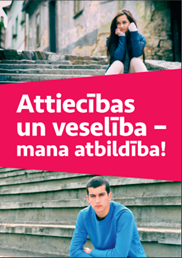 Attiecības
un veselība –
mana atbildība!